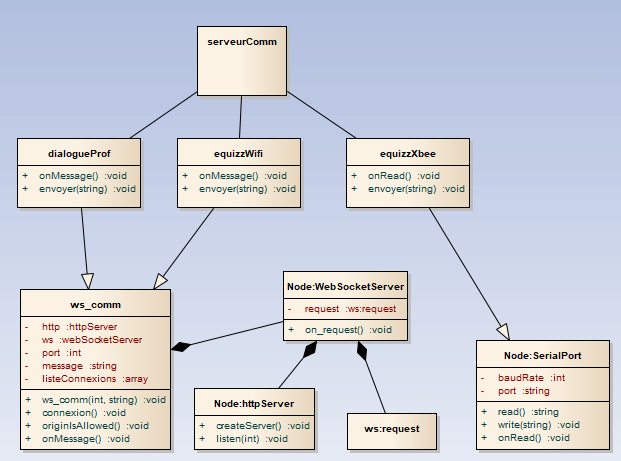 serveurComm
dialogueProf
+ onMessage() :void
+ envoyer(string) :void
equizzWifi
+ onMessage() :void
+ envoyer(string) :void
equizzXbee
+ onRead() :void
+ envoyer(string) :void
ws_comm
- http :httpServer
- ws :webSocketServer
- port :int
- message :string
- listeConnexions :array
+ ws_comm(int, string) :void
+ connexion() :void
+ originIsAllowed() :void
+ onMessage() :void
Node:WebSocketServer
- request :ws:request
+ on_request() :void
Node:httpServer
+ createServer() :void
+ listen(int) :void
ws:request
Node:SerialPort
- baudRate :int
- port :string
+ read() :string
+ write(string) :void
+ onRead() :void